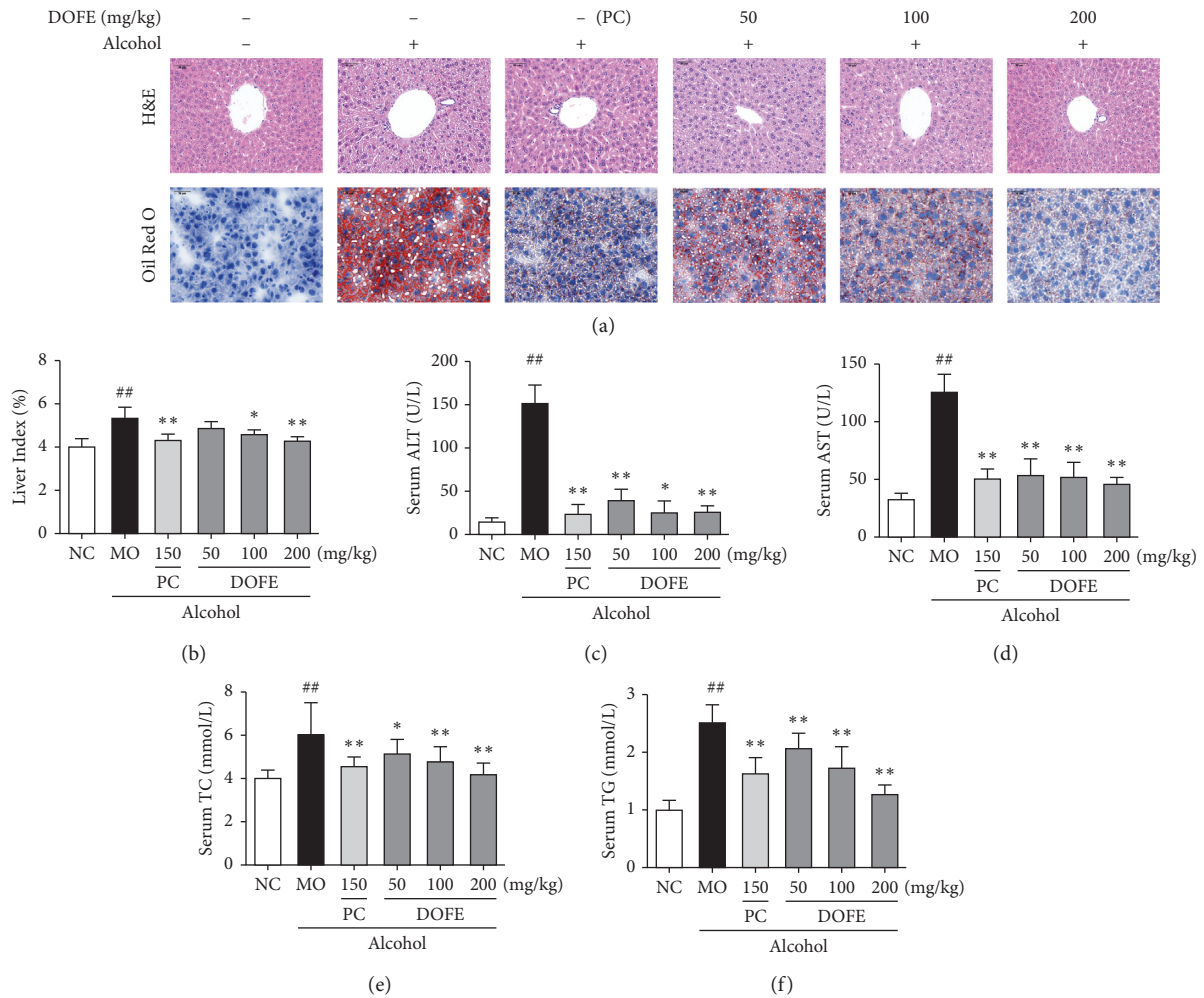 DOFE (mg/kg) – – – (PC) 50 100 200
Alcohol – + + + + +
H&E
Oil Red O
(a)
Liver Index (%)
8
6
4
2
0
##
**
*
**
NC MO 150 50 100 200 (mg/kg)
PC DOFE
Alcohol
(b)
Serum ALT (U/L)
200
150
100
50
0
##
**
**
*
**
NC MO 150 50 100 200 (mg/kg)
PC DOFE
Alcohol
(c)
Serum AST (U/L)
150
100
50
0
##
**
**
**
**
NC MO 150 50 100 200 (mg/kg)
PC DOFE
Alcohol
(d)
Serum TC (mmol/L)
8
6
4
2
0
##
**
*
**
**
NC MO 150 50 100 200 (mg/kg)
PC DOFE
Alcohol
(e)
Serum TG (mmol/L)
3
2
1
0
##
**
**
**
**
NC MO 150 50 100 200 (mg/kg)
PC DOFE
Alcohol
(f)